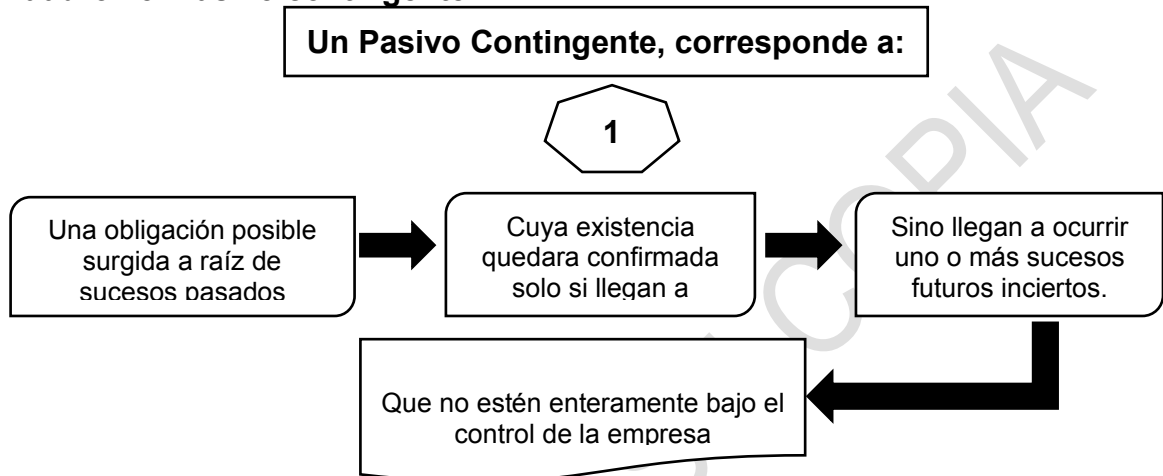 Un Pasivo Contingente, corresponde a:
1
Una obligación posible
surgida a raíz de
sucesos pasados
Cuya existencia
quedara confirmada
solo si llegan a
Sino llegan a ocurrir
uno o más sucesos
futuros inciertos.
Que no estén enteramente bajo el
control de la empresa
COPIA